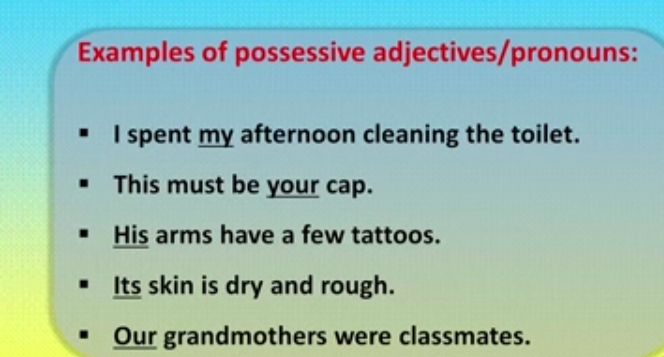 Examples of possessive adjectives/pronouns:
▪ I spent my afternoon cleaning the toilet.
▪ This must be your cap.
▪ His arms have a few tattoos.
▪ Its skin is dry and rough.
▪ Our grandmothers were classmates.